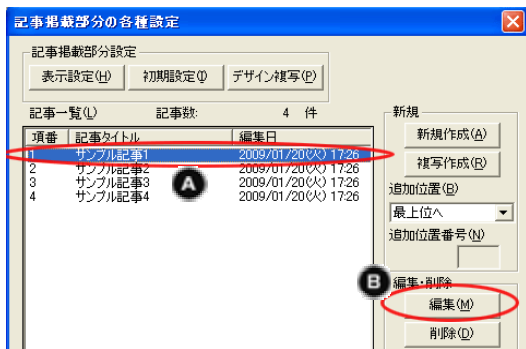 記事掲載部分の各種設定
記事掲載部分設定
表示設定(H) 初期設定(I) デザイン複写(P)
記事一覧(L) 記事数: 4 件
項番 記事タイトル 編集日
1 サンプル記事1 2009/01/20(火) 17:26
2 サンプル記事2 2009/01/20(火) 17:26
3 サンプル記事3 2009/01/20(火) 17:26
4 サンプル記事4 2009/01/20(火) 17:26
A
新規
新規作成(A)
複写作成(R)
追加位置(B)
最上位へ
追加位置番号(N)
B
編集・削除
編集(M)
削除(D)